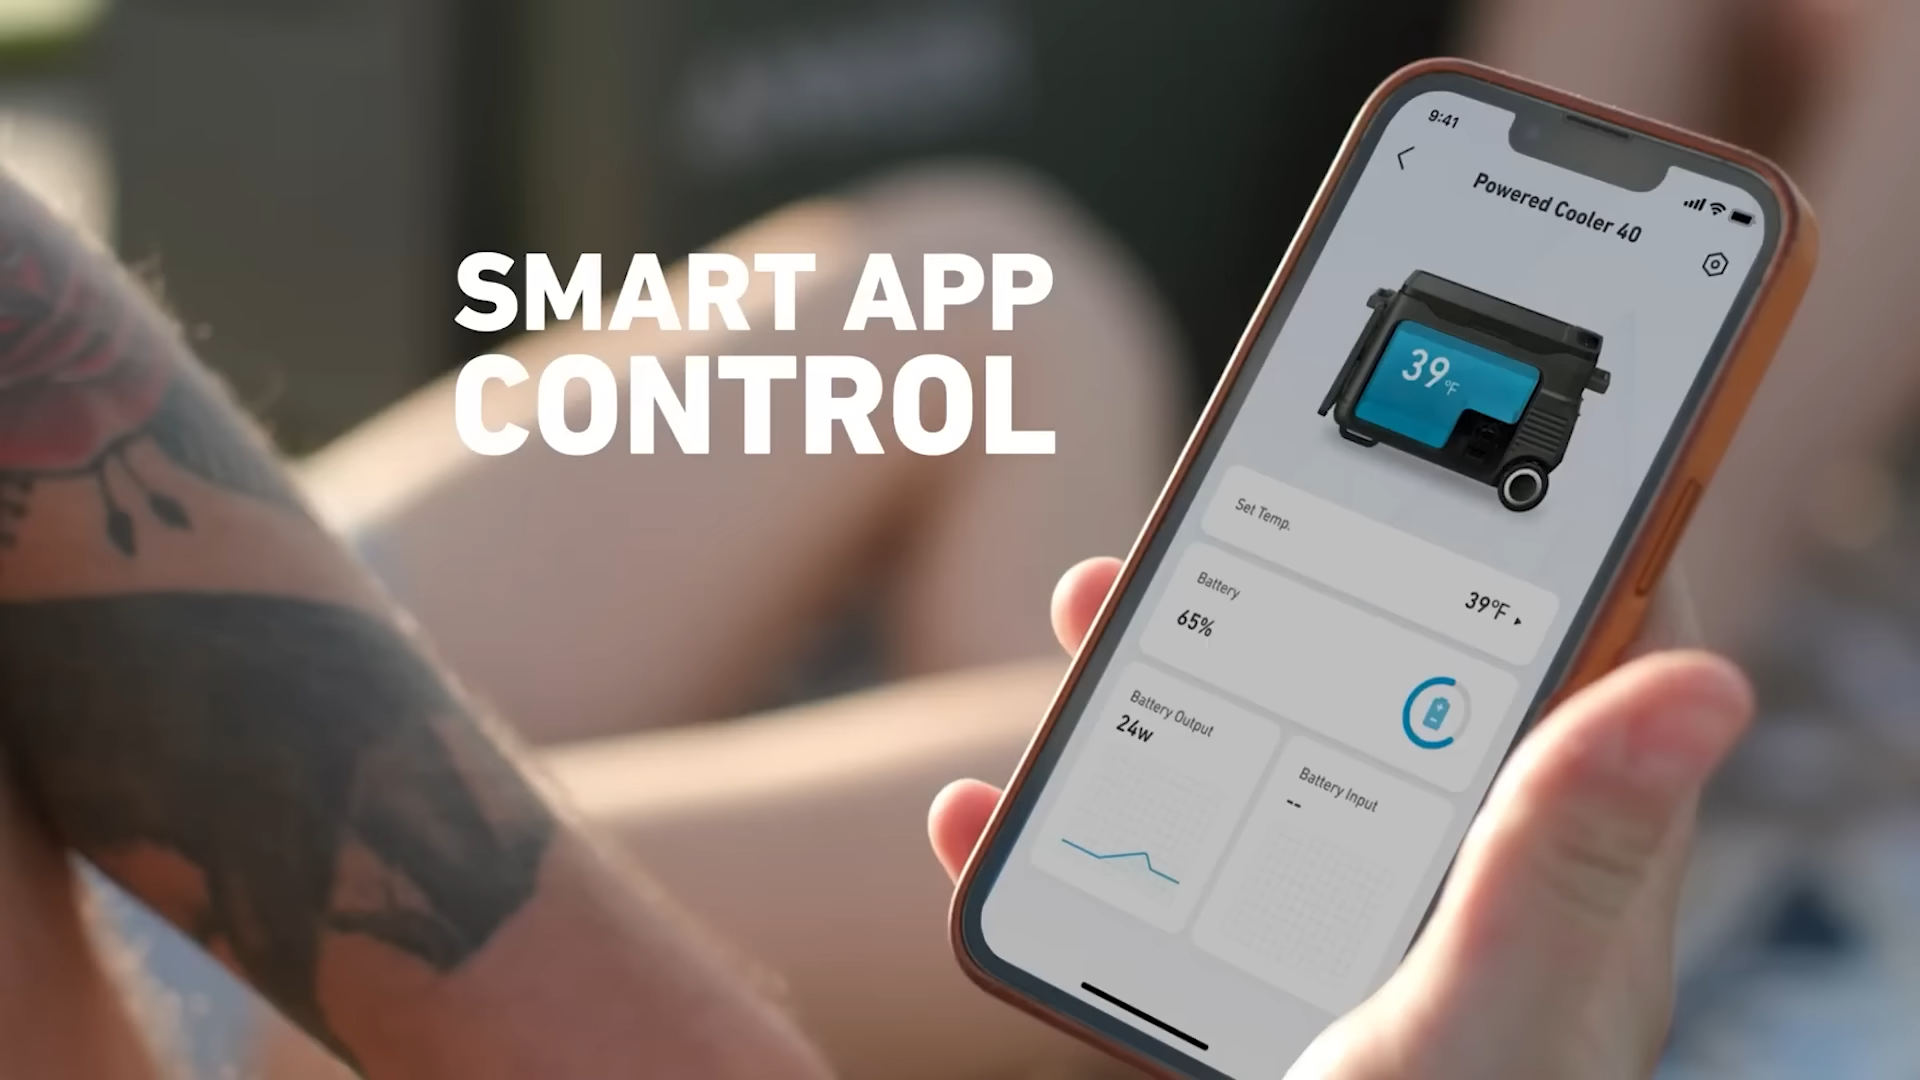 SMART APP
CONTROL
9:41
Powered Cooler 40
39°F
Set Temp.
39°F
Battery
65%
Battery Output
24w
Battery Input
--